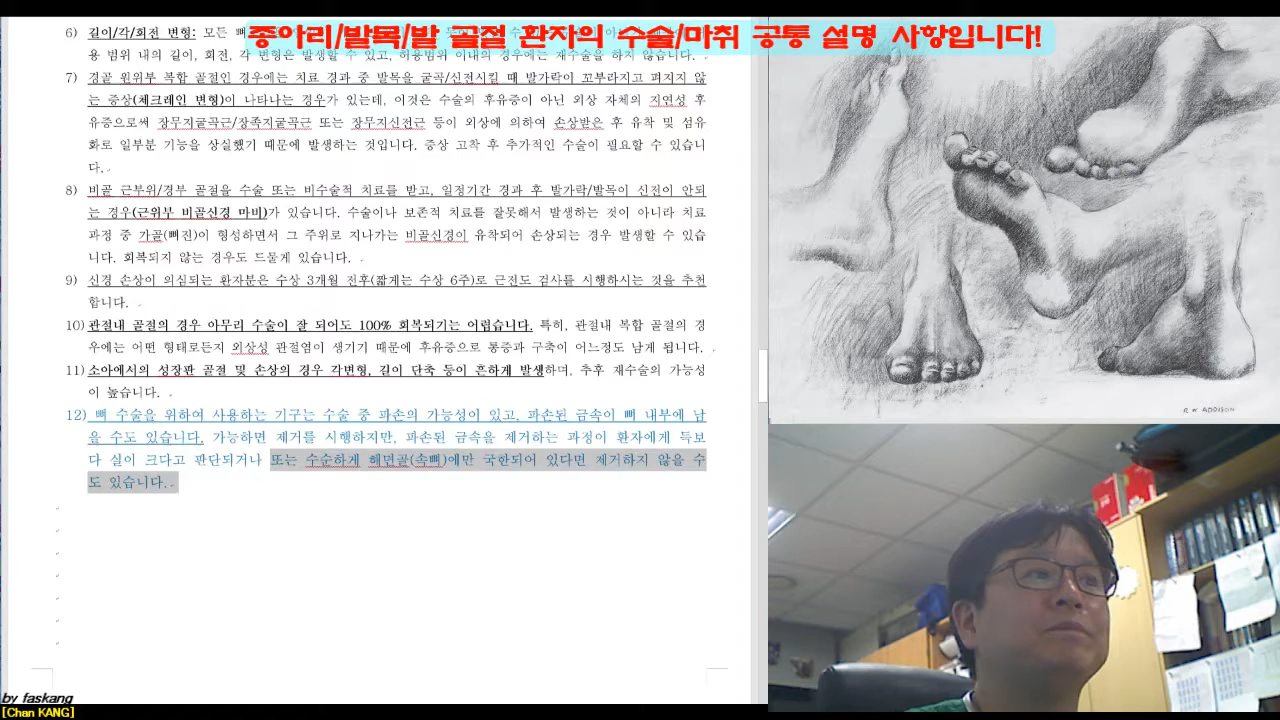 종아리/발목/발 골절 환자의 수술/마취 공통 설명 사항입니다!
6) 길이/각/회전 변형: 모든 뼈
용 범위 내의 길이, 회전, 각 변형은 발생할 수 있고, 허용범위 이내의 경우에는 재수술을 하지 않습니다.
7) 경골 원위부 복합 골절인 경우에는 치료 경과 중 발목을 굴곡/신전시킬 때 발가락이 꼬부라지고 펴지지 않
는 증상(체크레인 변형)이 나타나는 경우가 있는데, 이것은 수술의 후유증이 아닌 외상 자체의 지연성 후
유증으로써 장무지굴곡근/장족지굴곡근 또는 장무지신전근 등이 외상에 의하여 손상받은 후 유착 및 섬유
화로 일부분 기능을 상실했기 때문에 발생하는 것입니다. 증상 고착 후 추가적인 수술이 필요할 수 있습니
다.
8) 비골 근부위/경부 골절을 수술 또는 비수술적 치료를 받고, 일정기간 경과 후 발가락/발목이 신전이 안되
는 경우(근위부 비골신경 마비)가 있습니다. 수술이나 보존적 치료를 잘못해서 발생하는 것이 아니라 치료
과정 중 가골(뼈진)이 형성하면서 그 주위로 지나가는 비골신경이 유착되어 손상되는 경우 발생할 수 있습
니다. 회복되지 않는 경우도 드물게 있습니다.
9) 신경 손상이 의심되는 환자분은 수상 3개월 전후(짧게는 수상 6주)로 근전도 검사를 시행하시는 것을 추천
합니다.
10) 관절내 골절의 경우 아무리 수술이 잘 되어도 100% 회복되기는 어렵습니다. 특히, 관절내 복합 골절의 경
우에는 어떤 형태로든지 외상성 관절염이 생기기 때문에 후유증으로 통증과 구축이 어느정도 남게 됩니다.
11) 소아에서의 성장판 골절 및 손상의 경우 각변형, 길이 단축 등이 흔하게 발생하며, 추후 재수술의 가능성
이 높습니다.
12) 뼈 수술을 위하여 사용하는 기구는 수술 중 파손의 가능성이 있고, 파손된 금속이 뼈 내부에 남
을 수도 있습니다. 가능하면 제거를 시행하지만, 파손된 금속을 제거하는 과정이 환자에게 득보
다 실이 크다고 판단되거나 또는 수순하게 해면골(속뼈)에만 국한되어 있다면 제거하지 않을 수
도 있습니다.
R W ADDISON
by faskang
[Chan KANG]